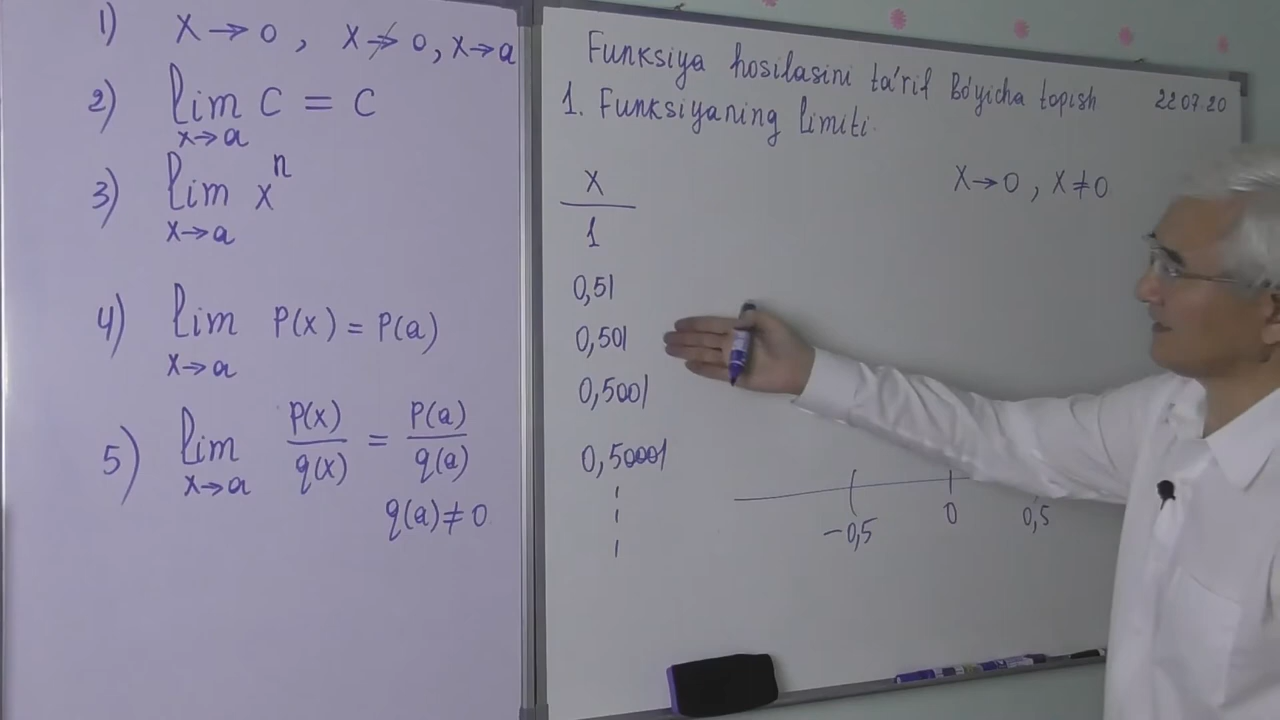 1) x → 0, x ↛ 0, x → a
2) lim C = C
x→a
3) lim xⁿ
x→a
4) lim P(x) = P(a)
x→a
5) lim P(x)/q(x) = P(a)/q(a)
x→a
q(a) ≠ 0
Funksiya hosilasini ta'rif Bo'yicha topish 22.07.20
1. Funksiyaning limiti.
x → 0, x ≠ 0
x
1
0,51
0,501
0,5001
0,50001
-0,5 0 0,5